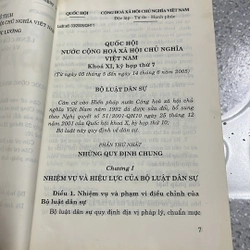 QUỐC HỘI CỘNG HOÀ XÃ HỘI CHỦ NGHĨA VIỆT NAM
Độc lập - Tự do - Hạnh phúc
QUỐC HỘI
NƯỚC CỘNG HOÀ XÃ HỘI CHỦ NGHĨA
VIỆT NAM
Khoá XI, kỳ họp thứ 7
(Từ ngày 05 tháng 5 đến ngày 14 tháng 6 năm 2005)
BỘ LUẬT DÂN SỰ
Căn cứ vào Hiến pháp nước Cộng hoà xã hội chủ
nghĩa Việt Nam năm 1992 đã được sửa đổi, bổ sung
theo Nghị quyết số 51/2001/QH10 ngày 25 tháng 12
năm 2001 của Quốc hội khoá X, kỳ họp thứ 10;
Bộ luật này quy định về dân sự.
PHẦN THỨ NHẤT
NHỮNG QUY ĐỊNH CHUNG
Chương I
NHIỆM VỤ VÀ HIỆU LỰC CỦA BỘ LUẬT DÂN SỰ
Điều 1. Nhiệm vụ và phạm vi điều chỉnh của
Bộ luật dân sự
Bộ luật dân sự quy định địa vị pháp lý, chuẩn mực
7